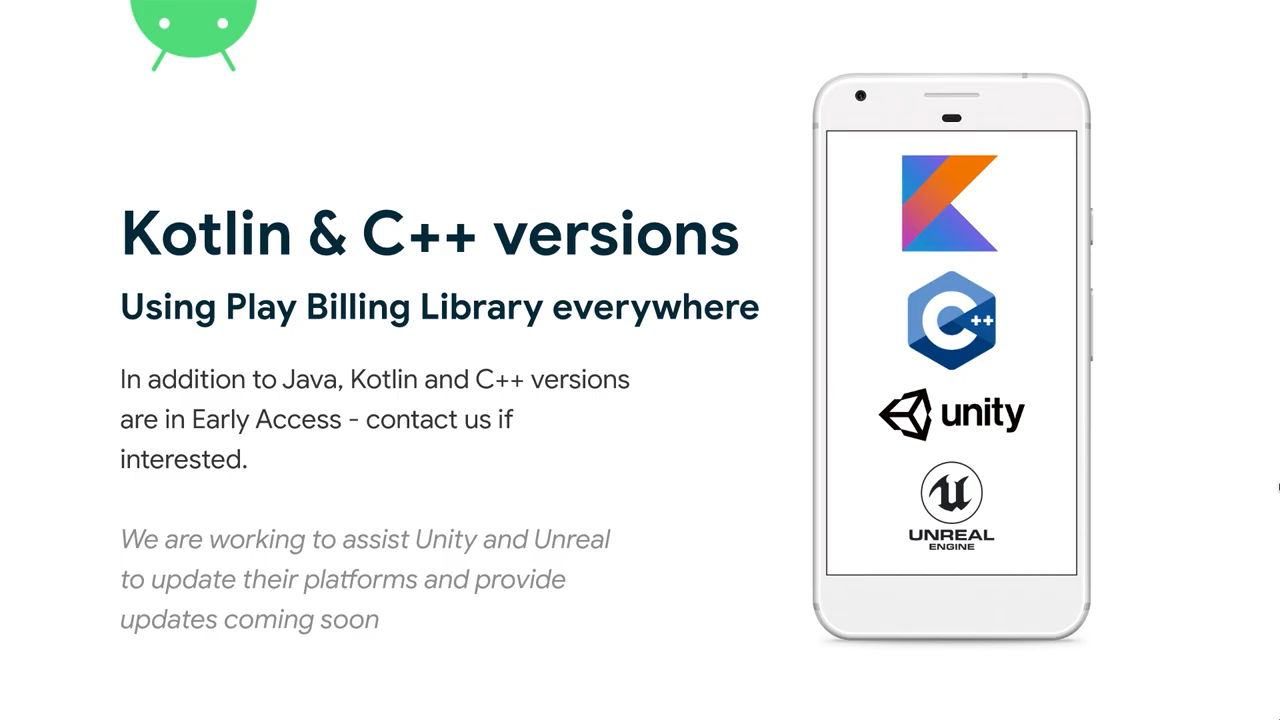 Kotlin & C++ versions
Using Play Billing Library everywhere
In addition to Java, Kotlin and C++ versions
are in Early Access - contact us if
interested.
We are working to assist Unity and Unreal
to update their platforms and provide
updates coming soon
C++
unity
UNREAL
ENGINE